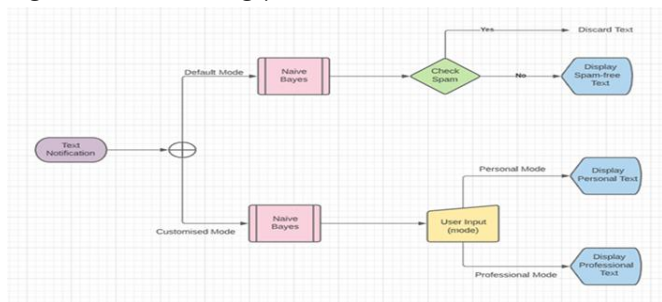 Yes
Discard Text
Default Mode
Naive
Bayes
Check
Spam
No
Display
Spam-free
Text
Text
Notification
Personal Mode
Display
Personal Text
Customised Mode
Naive
Bayes
User Input
(mode)
Professional Mode
Display
Professional
Text